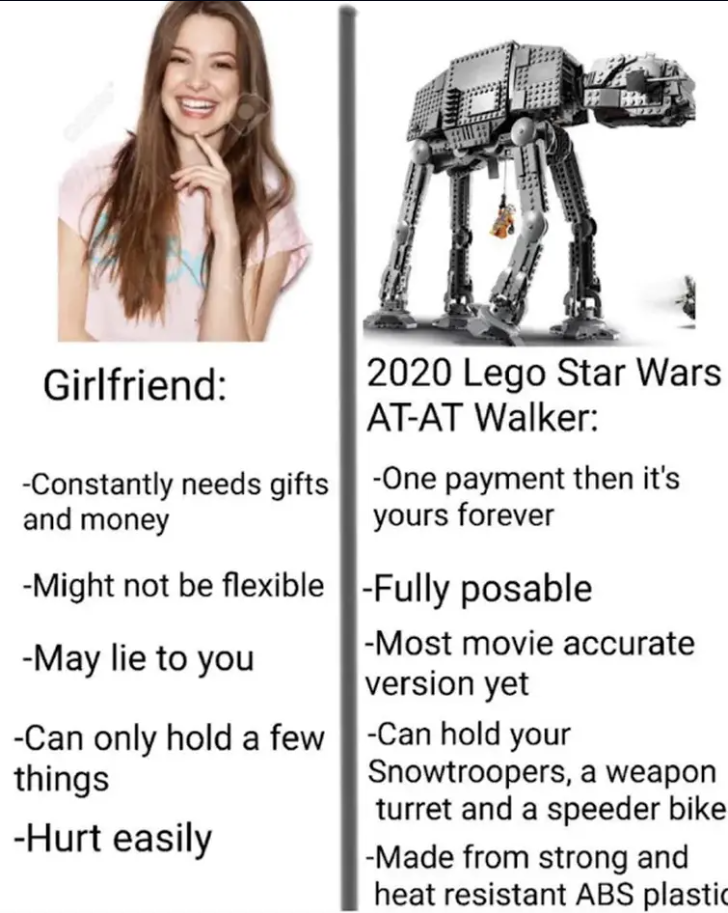 Girlfriend:
-Constantly needs gifts
and money
-Might not be flexible
-May lie to you
-Can only hold a few
things
-Hurt easily
2020 Lego Star Wars
AT-AT Walker:
-One payment then it's
yours forever
-Fully posable
-Most movie accurate
version yet
-Can hold your
Snowtroopers, a weapon
turret and a speeder bike
-Made from strong and
heat resistant ABS plastic